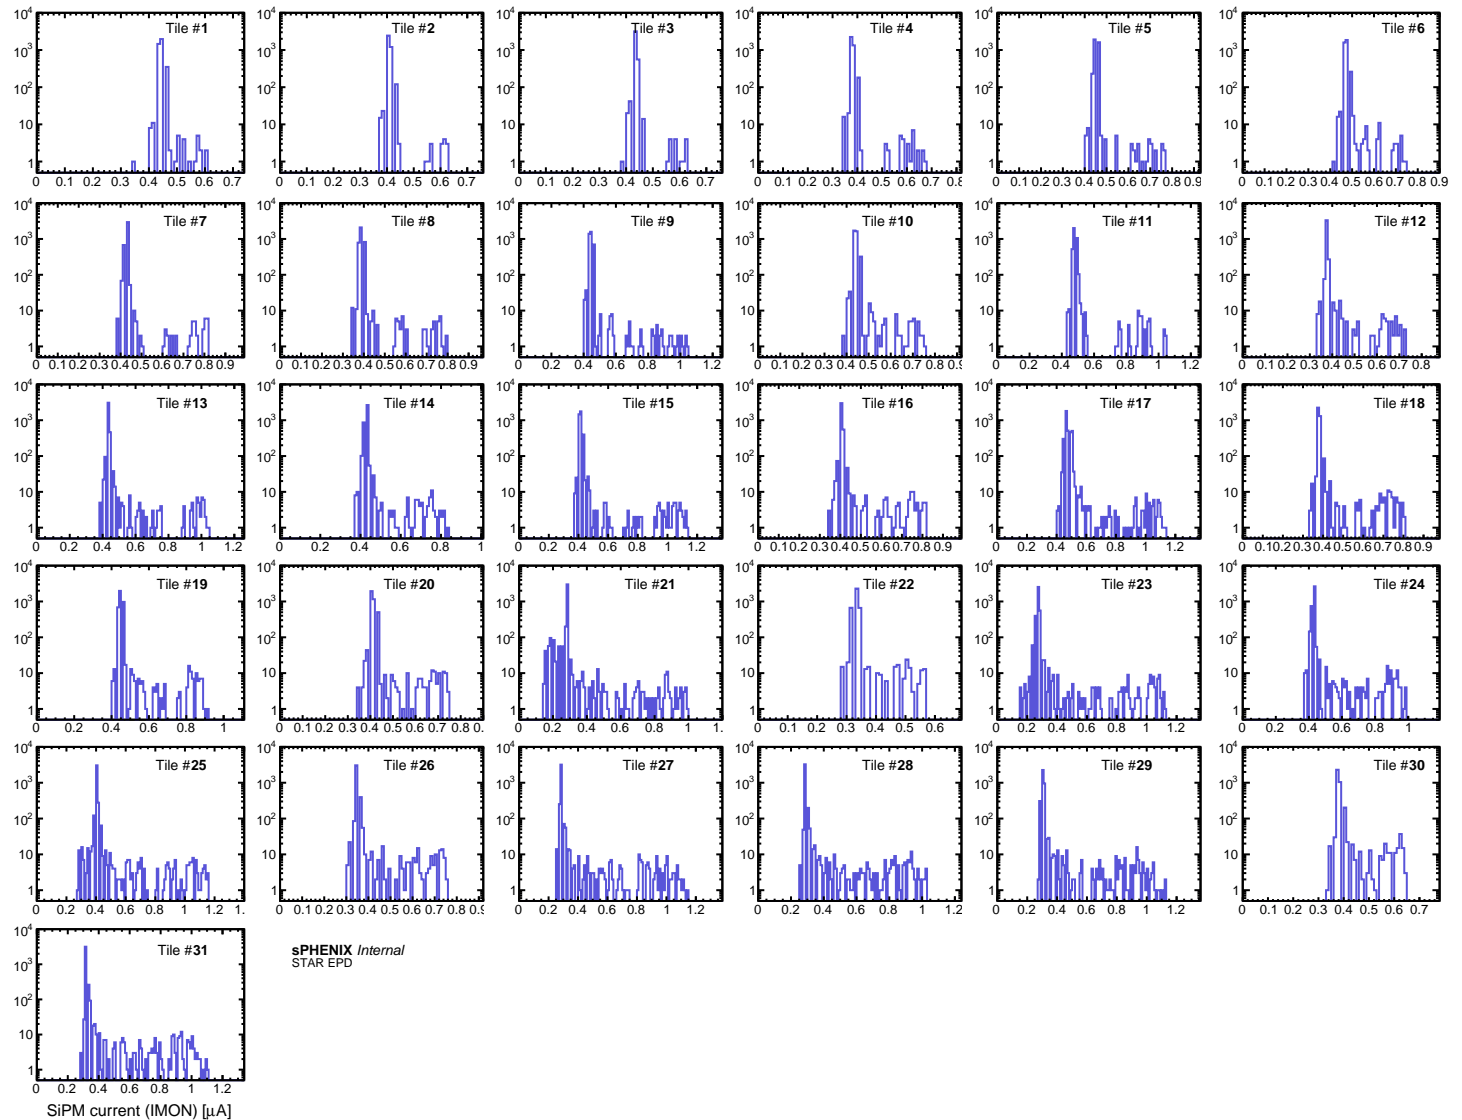 Tile #1
Tile #2
Tile #3
Tile #4
Tile #5
Tile #6
Tile #7
Tile #8
Tile #9
Tile #10
Tile #11
Tile #12
Tile #13
Tile #14
Tile #15
Tile #16
Tile #17
Tile #18
Tile #19
Tile #20
Tile #21
Tile #22
Tile #23
Tile #24
Tile #25
Tile #26
Tile #27
Tile #28
Tile #29
Tile #30
Tile #31
sPHENIX Internal
STAR EPD
SiPM current (IMON) [μA]